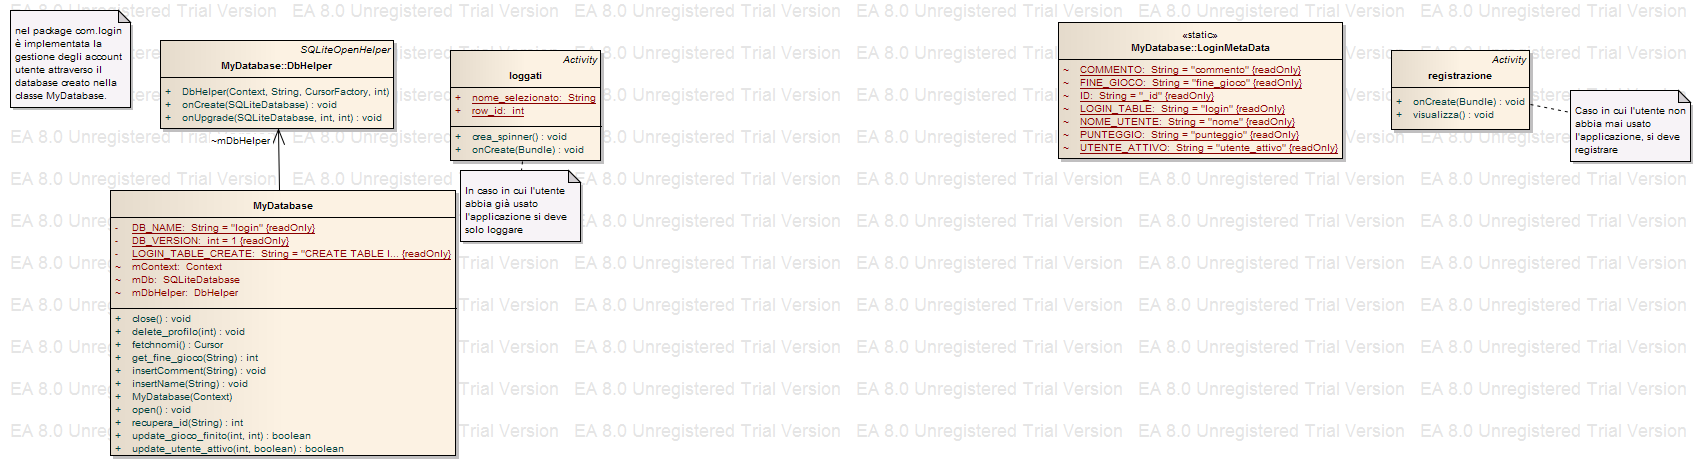 nel package com.login
è implementata la
gestione degli account
utente attraverso il
database creato nella
classe MyDatabase.
SQLiteOpenHelper
MyDatabase::DbHelper
+ DbHelper(Context, String, CursorFactory, int)
+ onCreate(SQLiteDatabase) : void
+ onUpgrade(SQLiteDatabase, int, int) : void
~mDbHelper
MyDatabase
- DB_NAME: String = "login" {readOnly}
- DB_VERSION: int = 1 {readOnly}
- LOGIN_TABLE_CREATE: String = "CREATE TABLE I... {readOnly}
~ mContext: Context
~ mDb: SQLiteDatabase
~ mDbHelper: DbHelper
+ close() : void
+ delete_profilo(int) : void
+ fetchnomi() : Cursor
+ get_fine_gioco(String) : int
+ insertComment(String) : void
+ insertName(String) : void
+ MyDatabase(Context)
+ open() : void
+ recupera_id(String) : int
+ update_gioco_finito(int, int) : boolean
+ update_utente_attivo(int, boolean) : boolean
Activity
loggati
+ nome_selezionato: String
+ row_id: int
+ crea_spinner() : void
+ onCreate(Bundle) : void
In caso in cui l'utente
abbia già usato
l'applicazione si deve
solo loggare
«static»
MyDatabase::LoginMetaData
~ COMMENTO: String = "commento" {readOnly}
~ FINE_GIOCO: String = "fine_gioco" {readOnly}
~ ID: String = "_id" {readOnly}
~ LOGIN_TABLE: String = "login" {readOnly}
~ NOME_UTENTE: String = "nome" {readOnly}
~ PUNTEGGIO: String = "punteggio" {readOnly}
~ UTENTE_ATTIVO: String = "utente_attivo" {readOnly}
Activity
registrazione
+ onCreate(Bundle) : void
+ visualizza() : void
Caso in cui l'utente non
abbia mai usato
l'applicazione, si deve
registrare
EA 8.0 Unregistered Trial Version